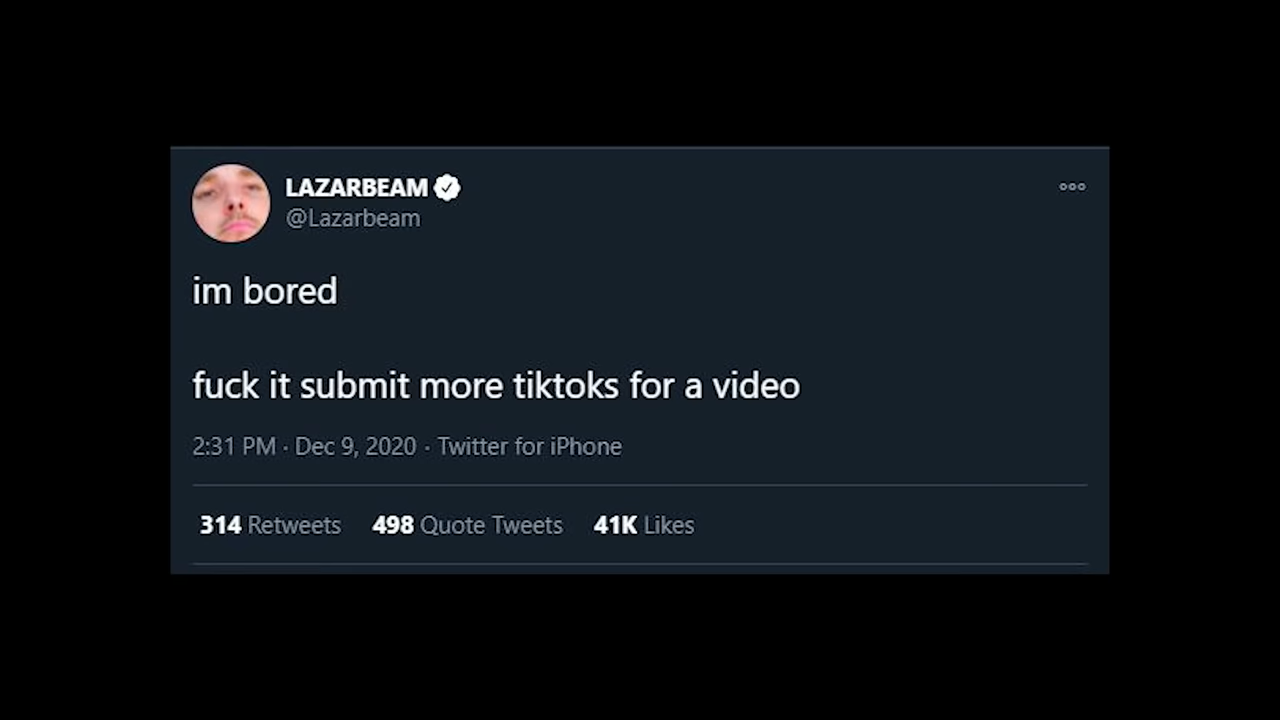 LAZARBEAM
@Lazarbeam
im bored
fuck it submit more tiktoks for a video
2:31 PM · Dec 9, 2020 · Twitter for iPhone
314 Retweets 498 Quote Tweets 41K Likes